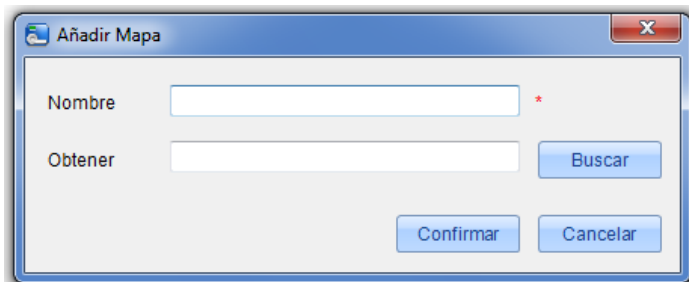 Añadir Mapa
Nombre *
Obtener Buscar
Confirmar Cancelar